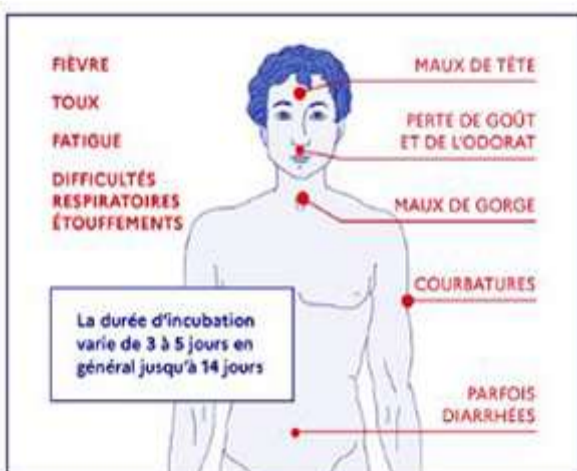 FIÈVRE
TOUX
FATIGUE
DIFFICULTÉS
RESPIRATOIRES
ÉTOUFFEMENTS
MAUX DE TÊTE
PERTE DE GOÛT
ET DE L'ODORAT
MAUX DE GORGE
COURBATURES
PARFOIS
DIARRHÉES
La durée d'incubation
varie de 3 à 5 jours en
général jusqu'à 14 jours